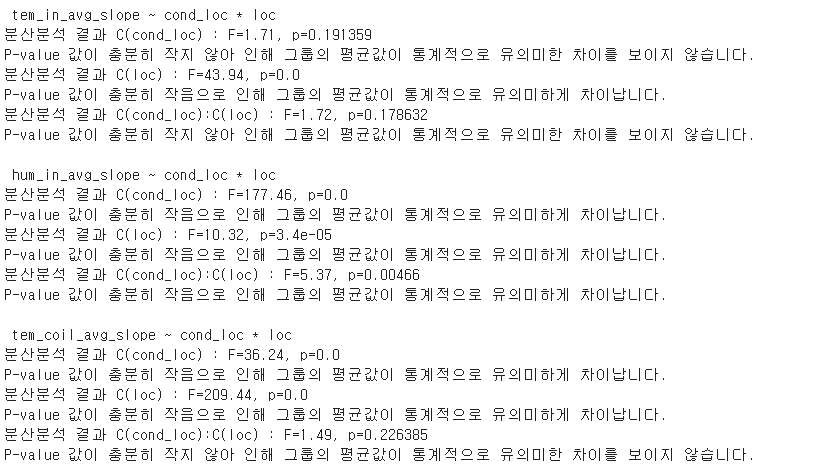 tem_in_avg_slope ~ cond_loc * loc
분산분석 결과 C(cond_loc) : F=1.71, p=0.191359
P-value 값이 충분히 작지 않아 인해 그룹의 평균값이 통계적으로 유의미한 차이를 보이지 않습니다.
분산분석 결과 C(loc) : F=43.94, p=0.0
P-value 값이 충분히 작음으로 인해 그룹의 평균값이 통계적으로 유의미하게 차이납니다.
분산분석 결과 C(cond_loc):C(loc) : F=1.72, p=0.178632
P-value 값이 충분히 작지 않아 인해 그룹의 평균값이 통계적으로 유의미한 차이를 보이지 않습니다.
hum_in_avg_slope ~ cond_loc * loc
분산분석 결과 C(cond_loc) : F=177.46, p=0.0
P-value 값이 충분히 작음으로 인해 그룹의 평균값이 통계적으로 유의미하게 차이납니다.
분산분석 결과 C(loc) : F=10.32, p=3.4e-05
P-value 값이 충분히 작음으로 인해 그룹의 평균값이 통계적으로 유의미하게 차이납니다.
분산분석 결과 C(cond_loc):C(loc) : F=5.37, p=0.00466
P-value 값이 충분히 작음으로 인해 그룹의 평균값이 통계적으로 유의미하게 차이납니다.
tem_coil_avg_slope ~ cond_loc * loc
분산분석 결과 C(cond_loc) : F=36.24, p=0.0
P-value 값이 충분히 작음으로 인해 그룹의 평균값이 통계적으로 유의미하게 차이납니다.
분산분석 결과 C(loc) : F=209.44, p=0.0
P-value 값이 충분히 작음으로 인해 그룹의 평균값이 통계적으로 유의미하게 차이납니다.
분산분석 결과 C(cond_loc):C(loc) : F=1.49, p=0.226385
P-value 값이 충분히 작지 않아 인해 그룹의 평균값이 통계적으로 유의미한 차이를 보이지 않습니다.